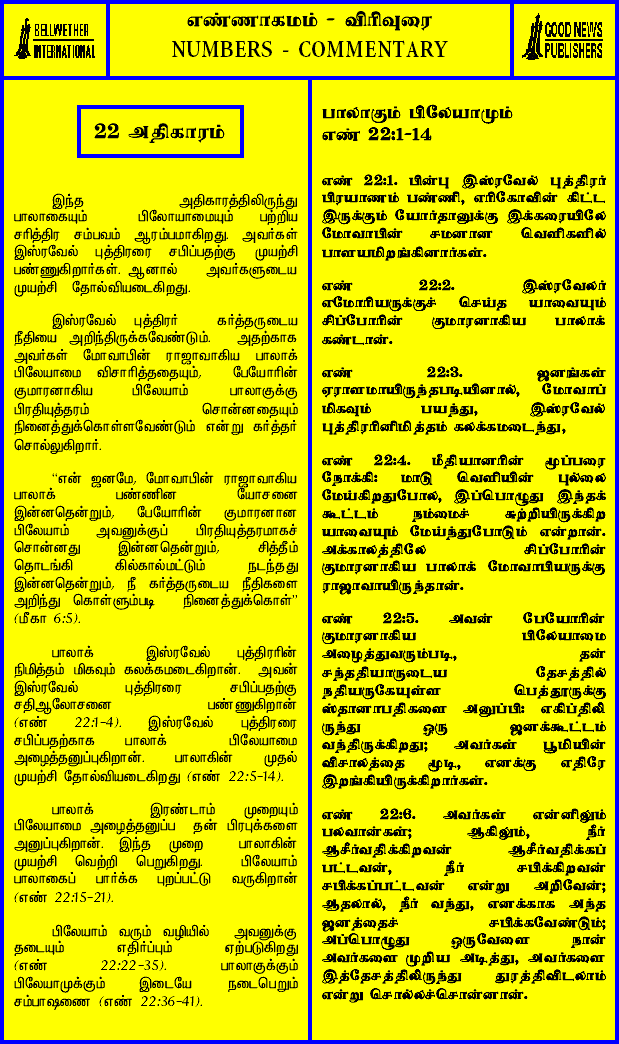 BELLWETHER
INTERNATIONAL
எண்ணாகமம் - விரிவுரை
NUMBERS - COMMENTARY
GOOD NEWS
PUBLISHERS
22 அதிகாரம்
இந்த அதிகாரத்திலிருந்து
பாலாகையும் பிலோயாமையும் பற்றிய
சரித்திர சம்பவம் ஆரம்பமாகிறது. அவர்கள்
இஸ்ரவேல் புத்திரரை சபிப்பதற்கு முயற்சி
பண்ணுகிறார்கள். ஆனால் அவர்களுடைய
முயற்சி தோல்வியடைகிறது.
இஸ்ரவேல் புத்திரர் கர்த்தருடைய
நீதியை அறிந்திருக்கவேண்டும். அதற்காக
அவர்கள் மோவாபின் ராஜாவாகிய பாலாக்
பிலேயாமை விசாரித்ததையும், பேயோரின்
குமாரனாகிய பிலேயாம் பாலாகுக்கு
பிரதியுத்தரம் சொன்னதையும்
நினைத்துக்கொள்ளவேண்டும் என்று கர்த்தர்
சொல்லுகிறார்.
“என் ஜனமே, மோவாபின் ராஜாவாகிய
பாலாக் பண்ணின யோசனை
இன்னதென்றும், பேயோரின் குமாரனான
பிலேயாம் அவனுக்குப் பிரதியுத்தரமாகச்
சொன்னது இன்னதென்றும், சித்தீம்
தொடங்கி கில்கால்மட்டும் நடந்தது
இன்னதென்றும், நீ கர்த்தருடைய நீதிகளை
அறிந்து கொள்ளும்படி நினைத்துக்கொள்”
(மீகா 6:5).
பாலாக் இஸ்ரவேல் புத்திரரின்
நிமித்தம் மிகவும் கலக்கமடைகிறான். அவன்
இஸ்ரவேல் புத்திரரை சபிப்பதற்கு
சதிஆலோசனை பண்ணுகிறான்
(எண் 22:1-4). இஸ்ரவேல் புத்திரரை
சபிப்பதற்காக பாலாக் பிலேயாமை
அழைத்தனுப்புகிறான். பாலாகின் முதல்
முயற்சி தோல்வியடைகிறது (எண் 22:5-14).
பாலாக் இரண்டாம் முறையும்
பிலேயாமை அழைத்தனுப்ப தன் பிரபுக்களை
அனுப்புகிறான். இந்த முறை பாலாகின்
முயற்சி வெற்றி பெறுகிறது. பிலேயாம்
பாலாகைப் பார்க்க புறப்பட்டு வருகிறான்
(எண் 22:15-21).
பிலேயாம் வரும் வழியில் அவனுக்கு
தடையும் எதிர்ப்பும் ஏற்படுகிறது
(எண் 22:22-35). பாலாகுக்கும்
பிலேயாமுக்கும் இடையே நடைபெறும்
சம்பாஷணை (எண் 22:36-41).
பாலாகும் பிலேயாமும்
எண் 22:1-14
எண் 22:1. பின்பு இஸ்ரவேல் புத்திரர்
பிரயாணம் பண்ணி, எரிகோவின் கிட்ட
இருக்கும் யோர்தானுக்கு இக்கரையிலே
மோவாபின் சமனான வெளிகளில்
பாளயமிறங்கினார்கள்.
எண் 22:2. இஸ்ரவேலர்
எமோரியருக்குச் செய்த யாவையும்
சிப்போரின் குமாரனாகிய பாலாக்
கண்டான்.
எண் 22:3. ஜனங்கள்
ஏராளமாயிருந்தபடியினால், மோவாப்
மிகவும் பயந்து, இஸ்ரவேல்
புத்திரரினிமித்தம் கலக்கமடைந்து,
எண் 22:4. மீதியானரின் மூப்பரை
நோக்கி: மாடு வெளியின் புல்லை
மேய்கிறதுபோல, இப்பொழுது இந்தக்
கூட்டம் நம்மைச் சுற்றியிருக்கிற
யாவையும் மேய்ந்துபோடும் என்றான்.
அக்காலத்திலே சிப்போரின்
குமாரனாகிய பாலாக் மோவாபியருக்கு
ராஜாவாயிருந்தான்.
எண் 22:5. அவன் பேயோரின்
குமாரனாகிய பிலேயாமை
அழைத்துவரும்படி, தன்
சந்ததியாருடைய தேசத்தில்
நதியருகேயுள்ள பெத்தூருக்கு
ஸ்தானாபதிகளை அனுப்பி: எகிப்திலி
ருந்து ஒரு ஜனக்கூட்டம்
வந்திருக்கிறது; அவர்கள் பூமியின்
விசாலத்தை மூடி, எனக்கு எதிரே
இறங்கியிருக்கிறார்கள்.
எண் 22:6. அவர்கள் என்னிலும்
பலவான்கள்; ஆகிலும், நீர்
ஆசீர்வதிக்கிறவன் ஆசீர்வதிக்கப்
பட்டவன், நீர் சபிக்கிறவன்
சபிக்கப்பட்டவன் என்று அறிவேன்;
ஆதலால், நீர் வந்து, எனக்காக அந்த
ஜனத்தைச் சபிக்கவேண்டும்;
அப்பொழுது ஒருவேளை நான்
அவர்களை முறிய அடித்து, அவர்களை
இத்தேசத்திலிருந்து துரத்திவிடலாம்
என்று சொல்லச்சொன்னான்.